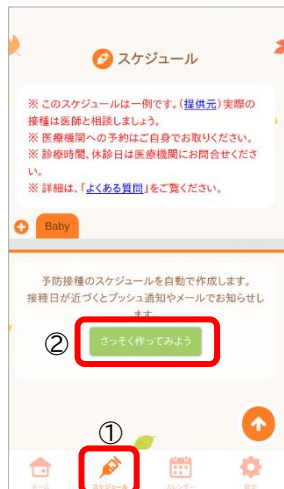 スケジュール
※ このスケジュールは一例です。(提供元)実際の
接種は医師と相談しましょう。
※ 医療機関への予約はご自身でお取りください。
※ 診療時間、休診日は医療機関にお問合せくださ
い。
※ 詳細は、「よくある質問」をご覧ください。
Baby
予防接種のスケジュールを自動で作成します。
接種日が近づくとプッシュ通知やメールでお知らせし
ます。
②
さっそく作ってみよう
①
ホーム
スケジュール
カレンダー
設定